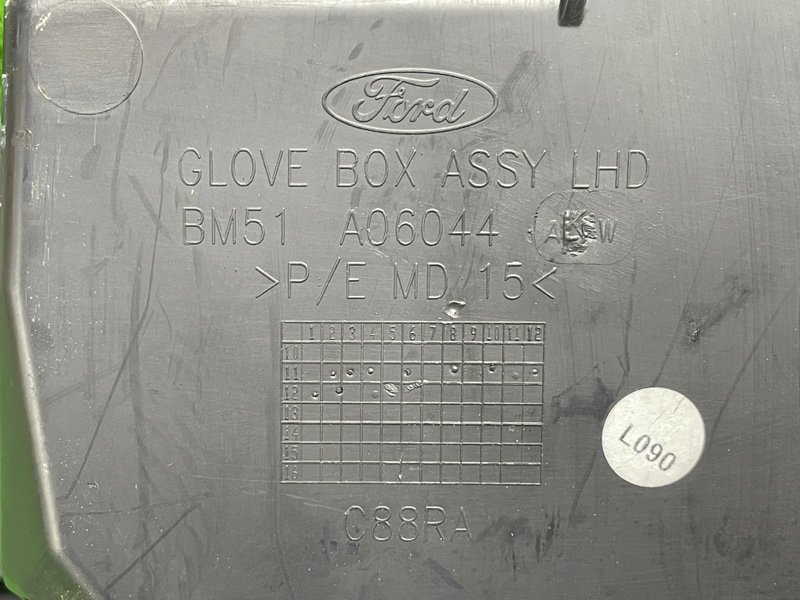 Ford
GLOVE BOX ASSY LHD
BM51 A06044 A K W
>P/E MD 15<
1 2 3 4 5 6 7 8 9 10 11 12
10
11
12
13
14
15
16
L090
C88RA